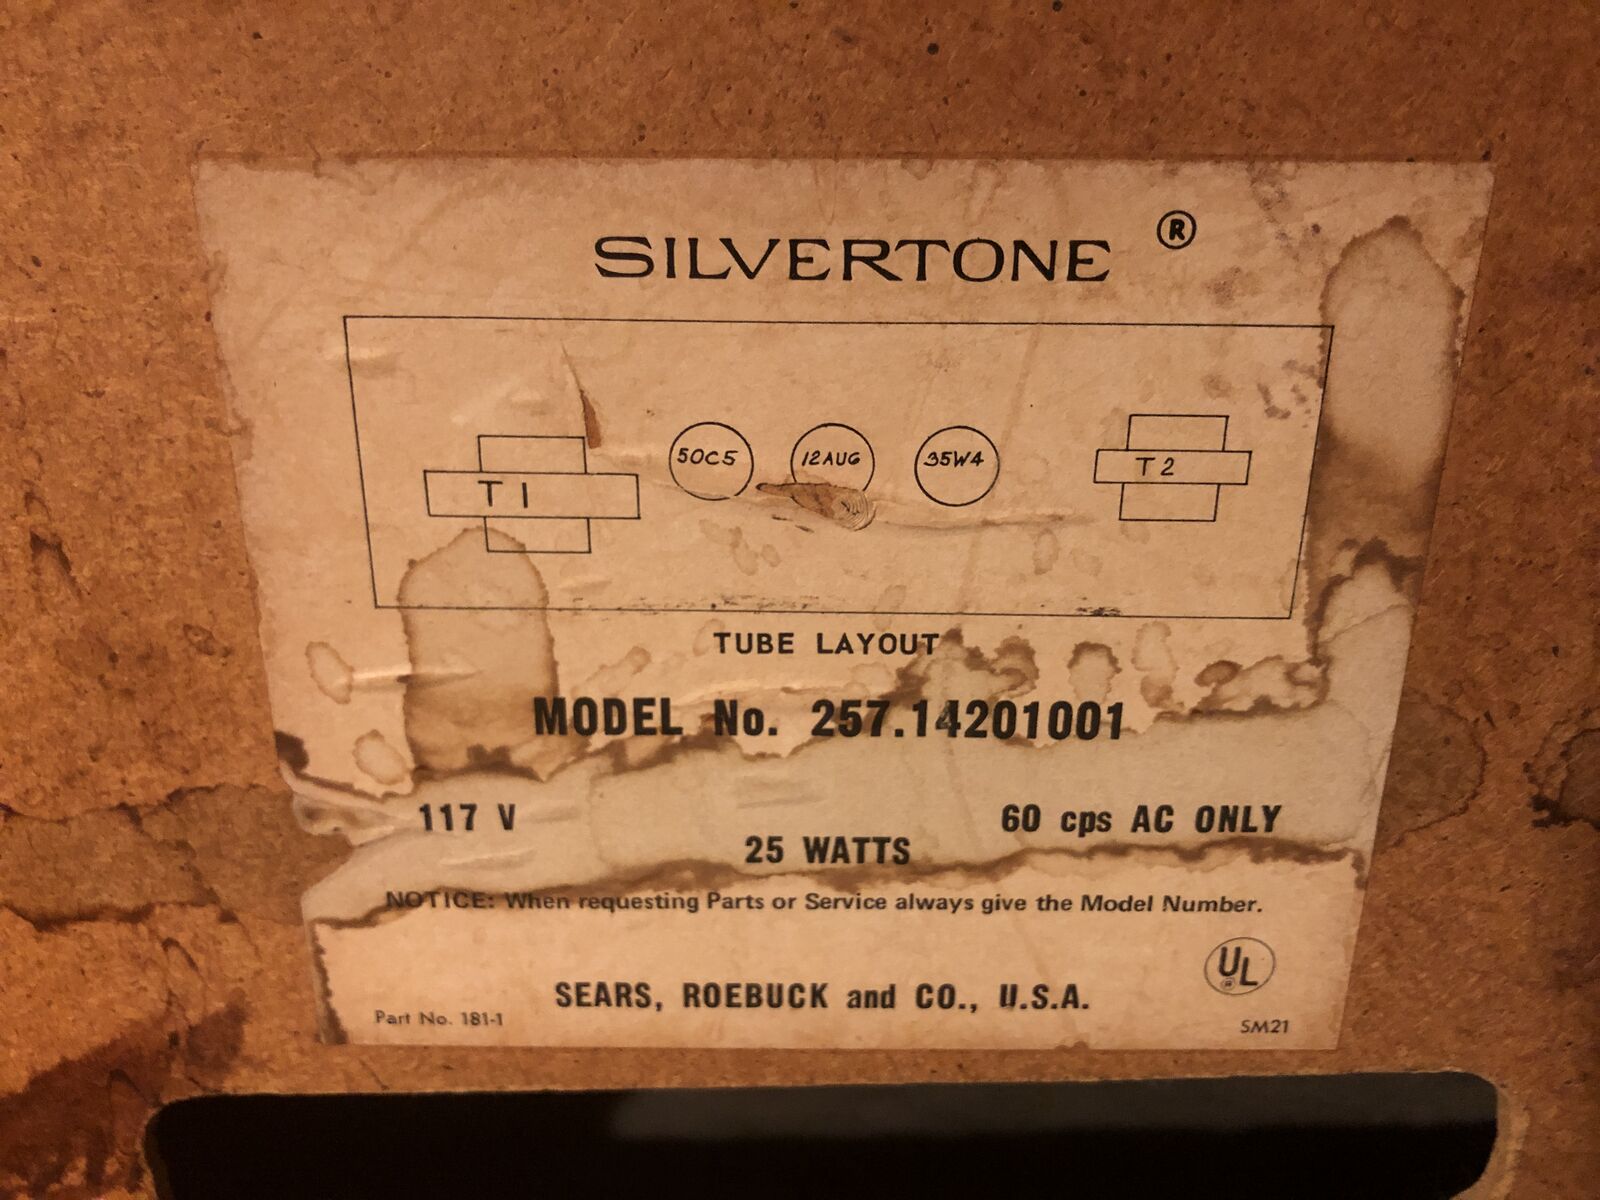 SILVERTONE ®
T1 50C5 12AU6 35W4 T2
TUBE LAYOUT
MODEL No. 257.14201001
117 V 60 cps AC ONLY
25 WATTS
NOTICE: When requesting Parts or Service always give the Model Number.
UL ®
SEARS, ROEBUCK and CO., U.S.A.
Part No. 181-1 SM21